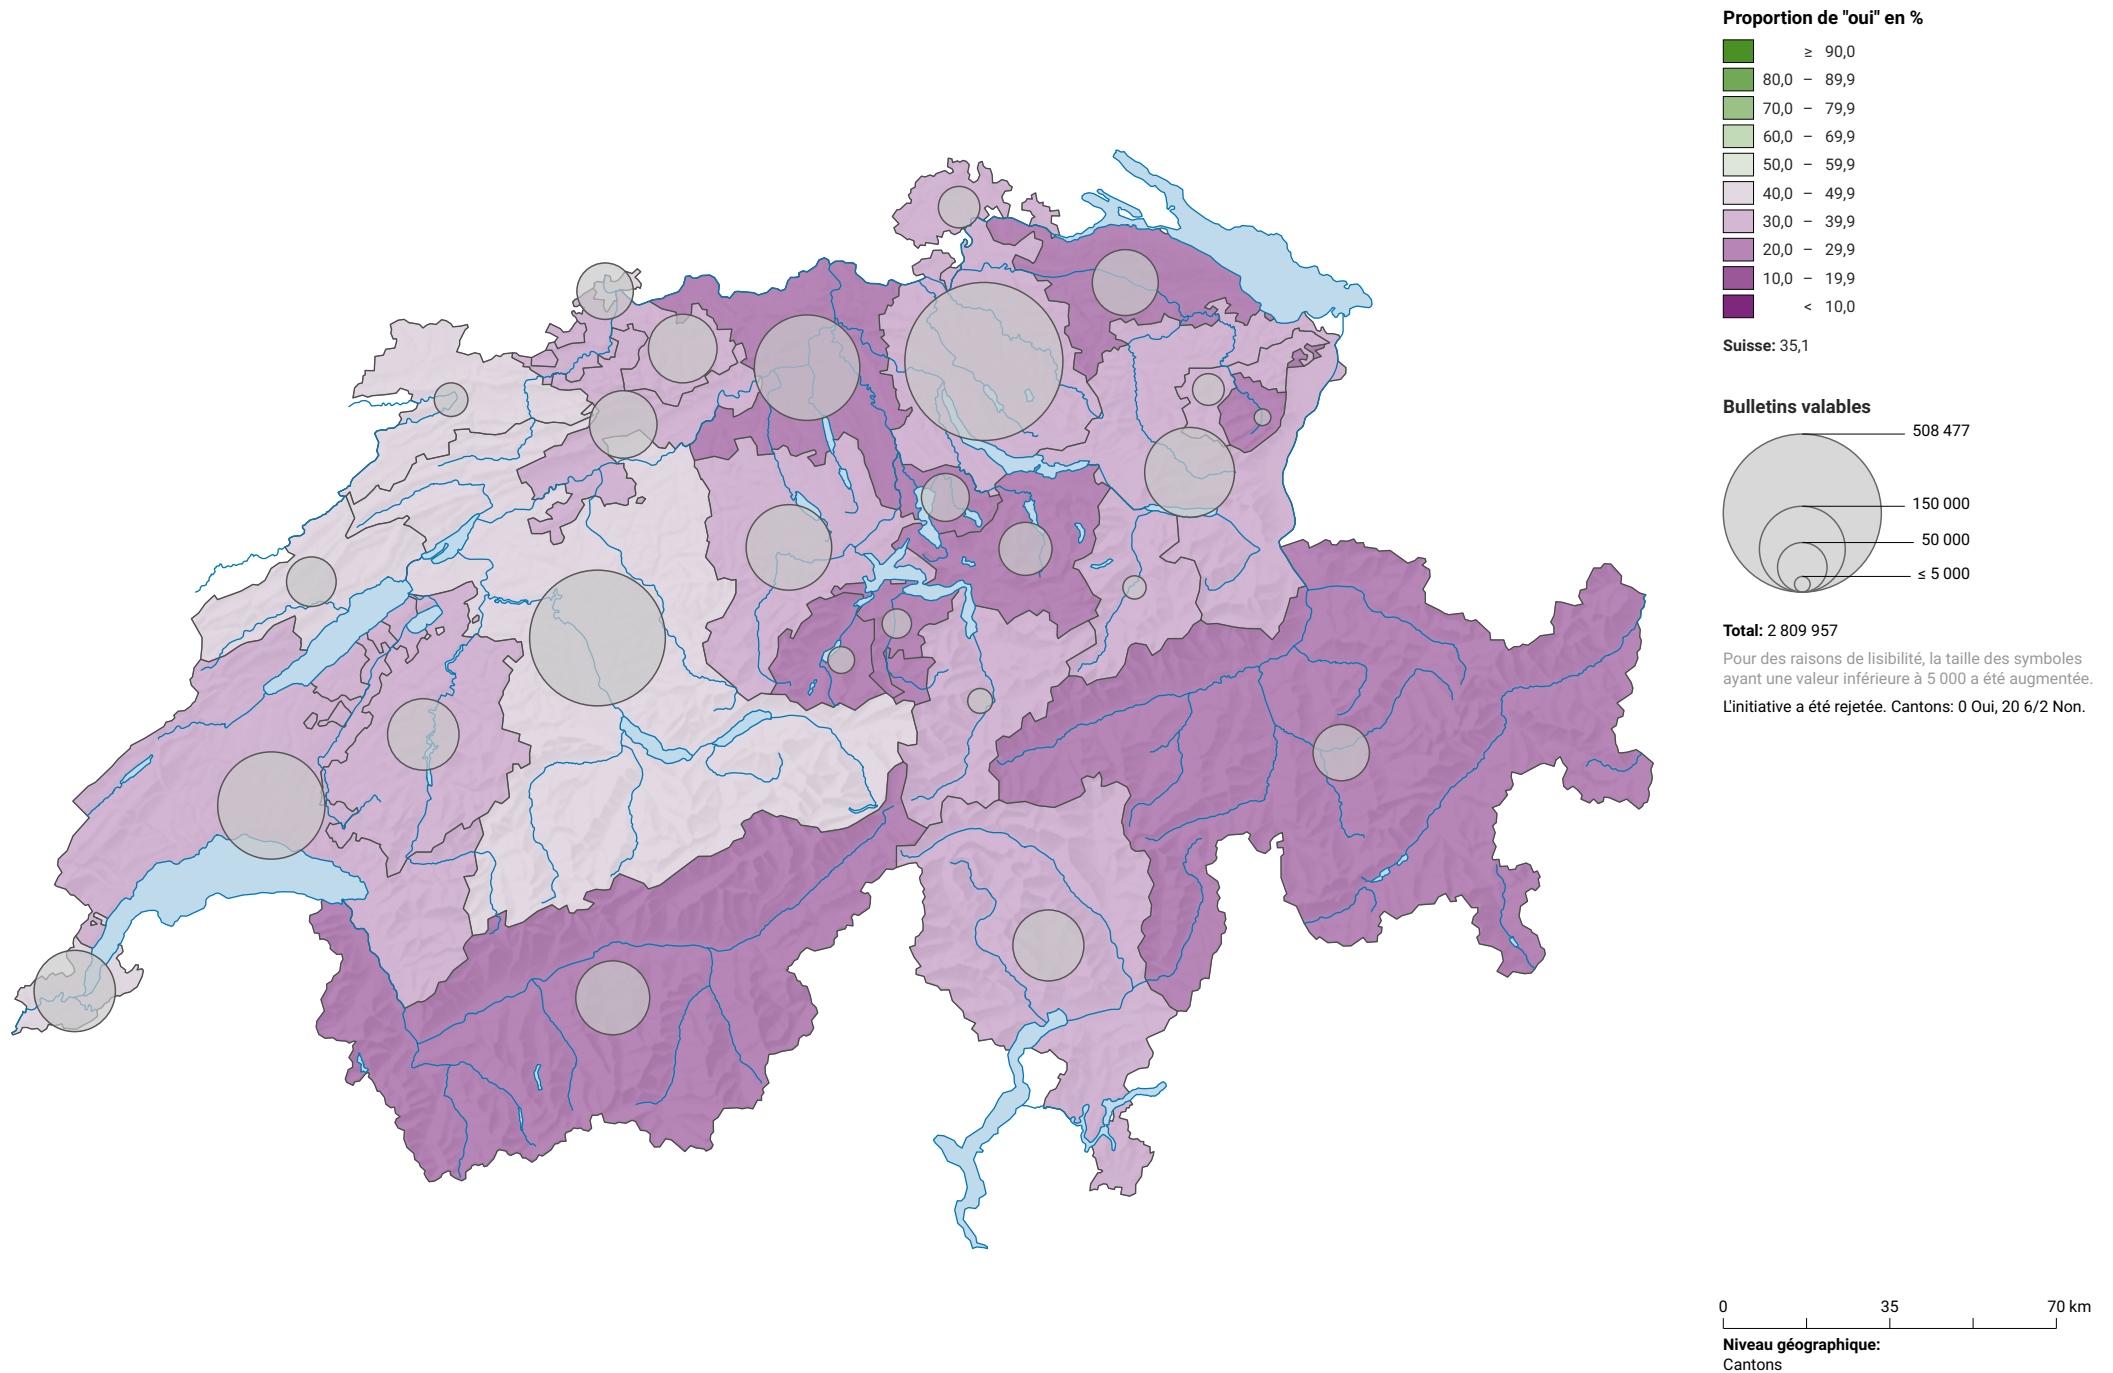 Proportion de "oui" en %
≥ 90,0
80,0 – 89,9
70,0 – 79,9
60,0 – 69,9
50,0 – 59,9
40,0 – 49,9
30,0 – 39,9
20,0 – 29,9
10,0 – 19,9
< 10,0
Suisse: 35,1
Bulletins valables
508 477
150 000
50 000
≤ 5 000
Total: 2 809 957
Pour des raisons de lisibilité, la taille des symboles
ayant une valeur inférieure à 5 000 a été augmentée.
L'initiative a été rejetée. Cantons: 0 Oui, 20 6/2 Non.
0 35 70 km
Niveau géographique:
Cantons